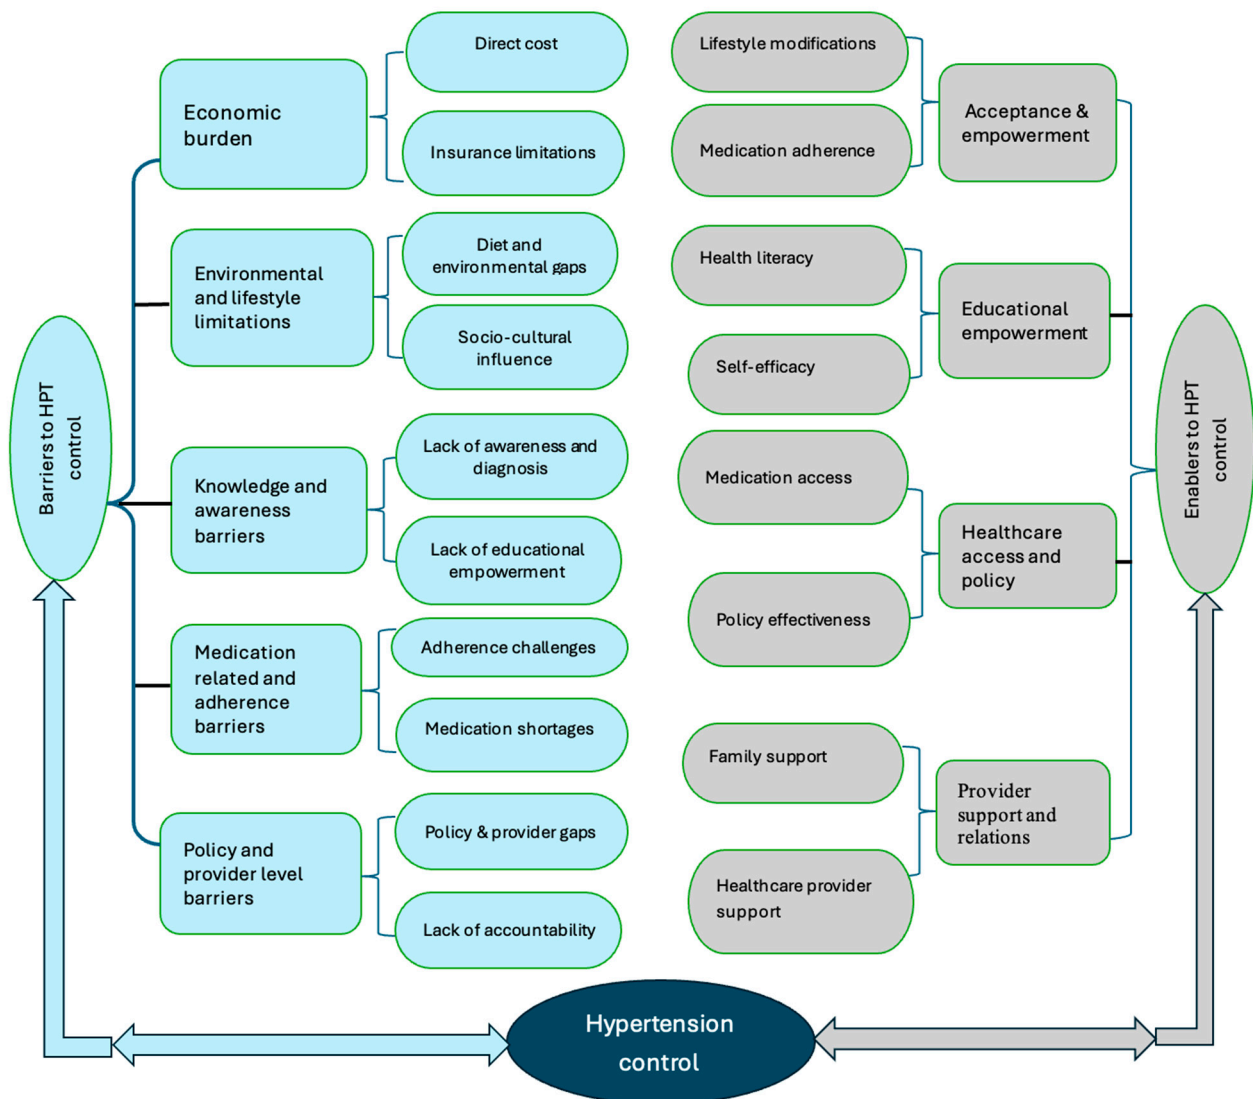 Barriers to HPT
control
Economic
burden
Direct cost
Insurance limitations
Environmental
and lifestyle
limitations
Diet and
environmental gaps
Socio-cultural
influence
Knowledge and
awareness
barriers
Lack of awareness and
diagnosis
Lack of educational
empowerment
Medication
related and
adherence
barriers
Adherence challenges
Medication shortages
Policy and
provider level
barriers
Policy & provider gaps
Lack of accountability
Lifestyle modifications
Medication adherence
Acceptance &
empowerment
Health literacy
Self-efficacy
Educational
empowerment
Medication access
Policy effectiveness
Healthcare
access and
policy
Family support
Healthcare provider
support
Provider
support and
relations
Enablers to HPT
control
Hypertension
control